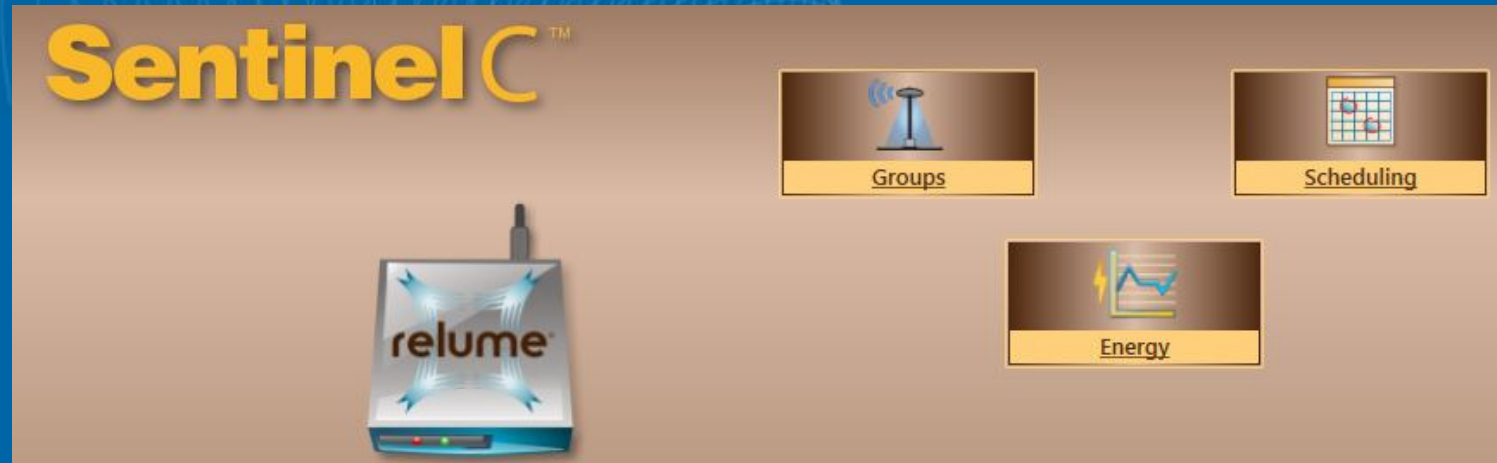 Sentinel C™
Groups
Scheduling
relume®
Energy